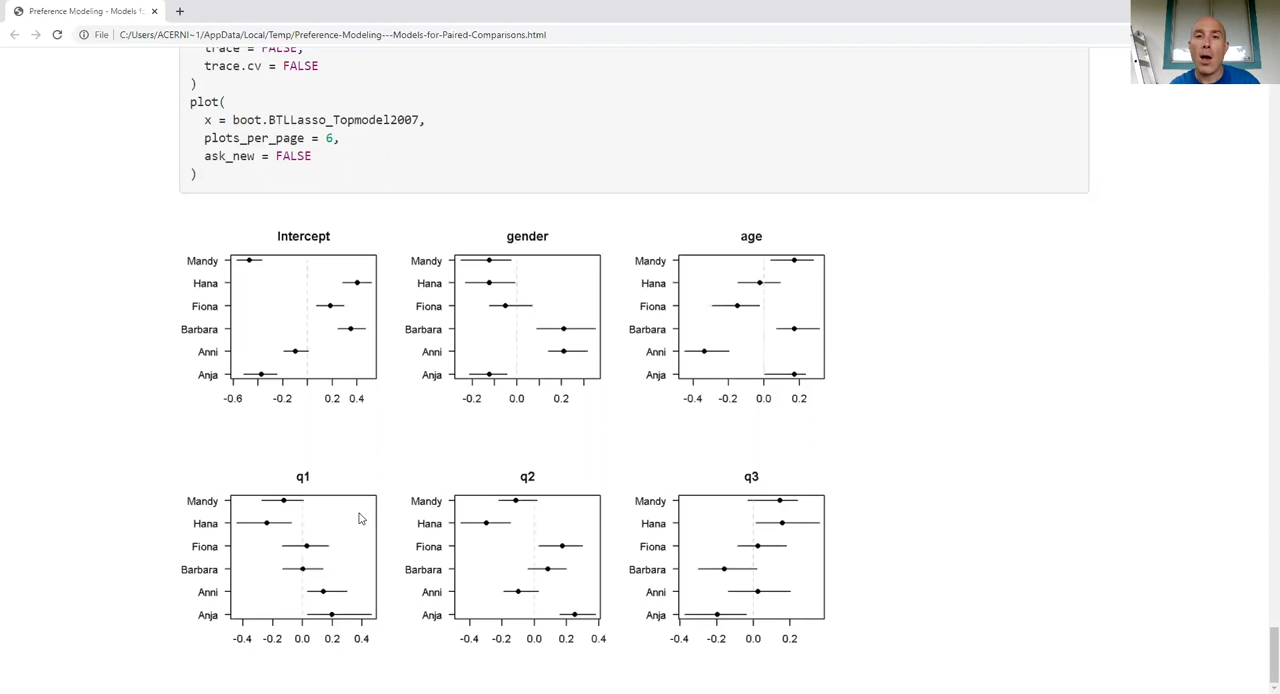 Preference Modeling - Models fo
File
C:/Users/ACERNI~1/AppData/Local/Temp/Preference-Modeling---Models-for-Paired-Comparisons.html
trace = FALSE,
trace.cv = FALSE
)
plot(
x = boot.BTLLasso_Topmodel2007,
plots_per_page = 6,
ask_new = FALSE
)
Intercept
Mandy
Hana
Fiona
Barbara
Anni
Anja
-0.6 -0.2 0.2 0.4
gender
Mandy
Hana
Fiona
Barbara
Anni
Anja
-0.2 0.0 0.2
age
Mandy
Hana
Fiona
Barbara
Anni
Anja
-0.4 -0.2 0.0 0.2
q1
Mandy
Hana
Fiona
Barbara
Anni
Anja
-0.4 -0.2 0.0 0.2 0.4
q2
Mandy
Hana
Fiona
Barbara
Anni
Anja
-0.4 -0.2 0.0 0.2 0.4
q3
Mandy
Hana
Fiona
Barbara
Anni
Anja
-0.4 -0.2 0.0 0.2